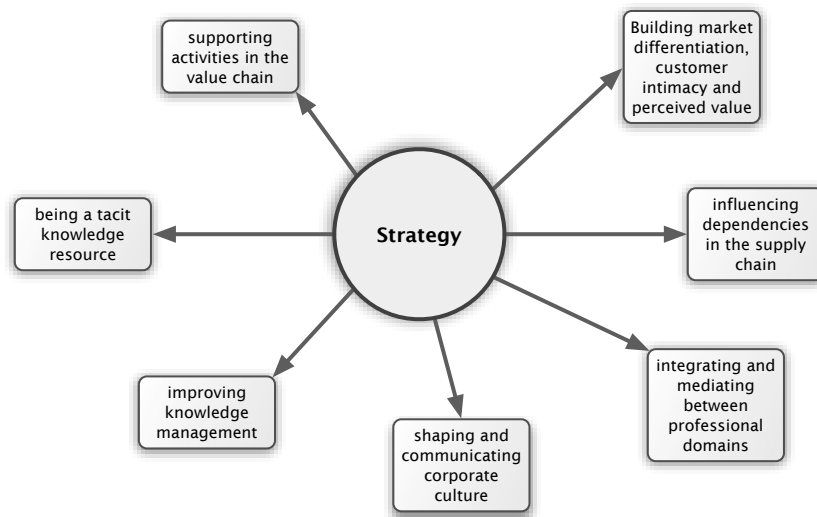 supporting
activities in the
value chain
Building market
differentiation,
customer
intimacy and
perceived value
being a tacit
knowledge
resource
Strategy
influencing
dependencies
in the supply
chain
improving
knowledge
management
shaping and
communicating
corporate
culture
integrating and
mediating
between
professional
domains